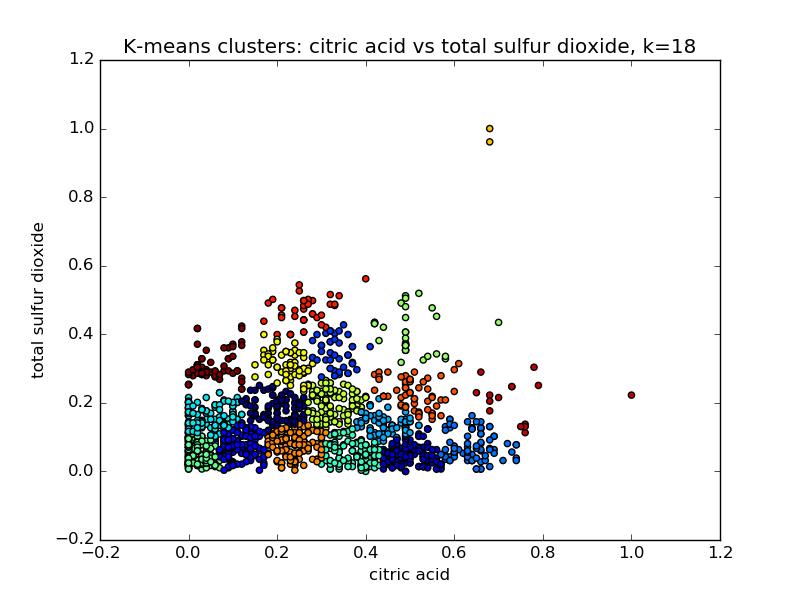 K-means clusters: citric acid vs total sulfur dioxide, k=18
1.2
1.0
0.8
0.6
0.4
0.2
0.0
−0.2
total sulfur dioxide
−0.2 0.0 0.2 0.4 0.6 0.8 1.0 1.2
citric acid